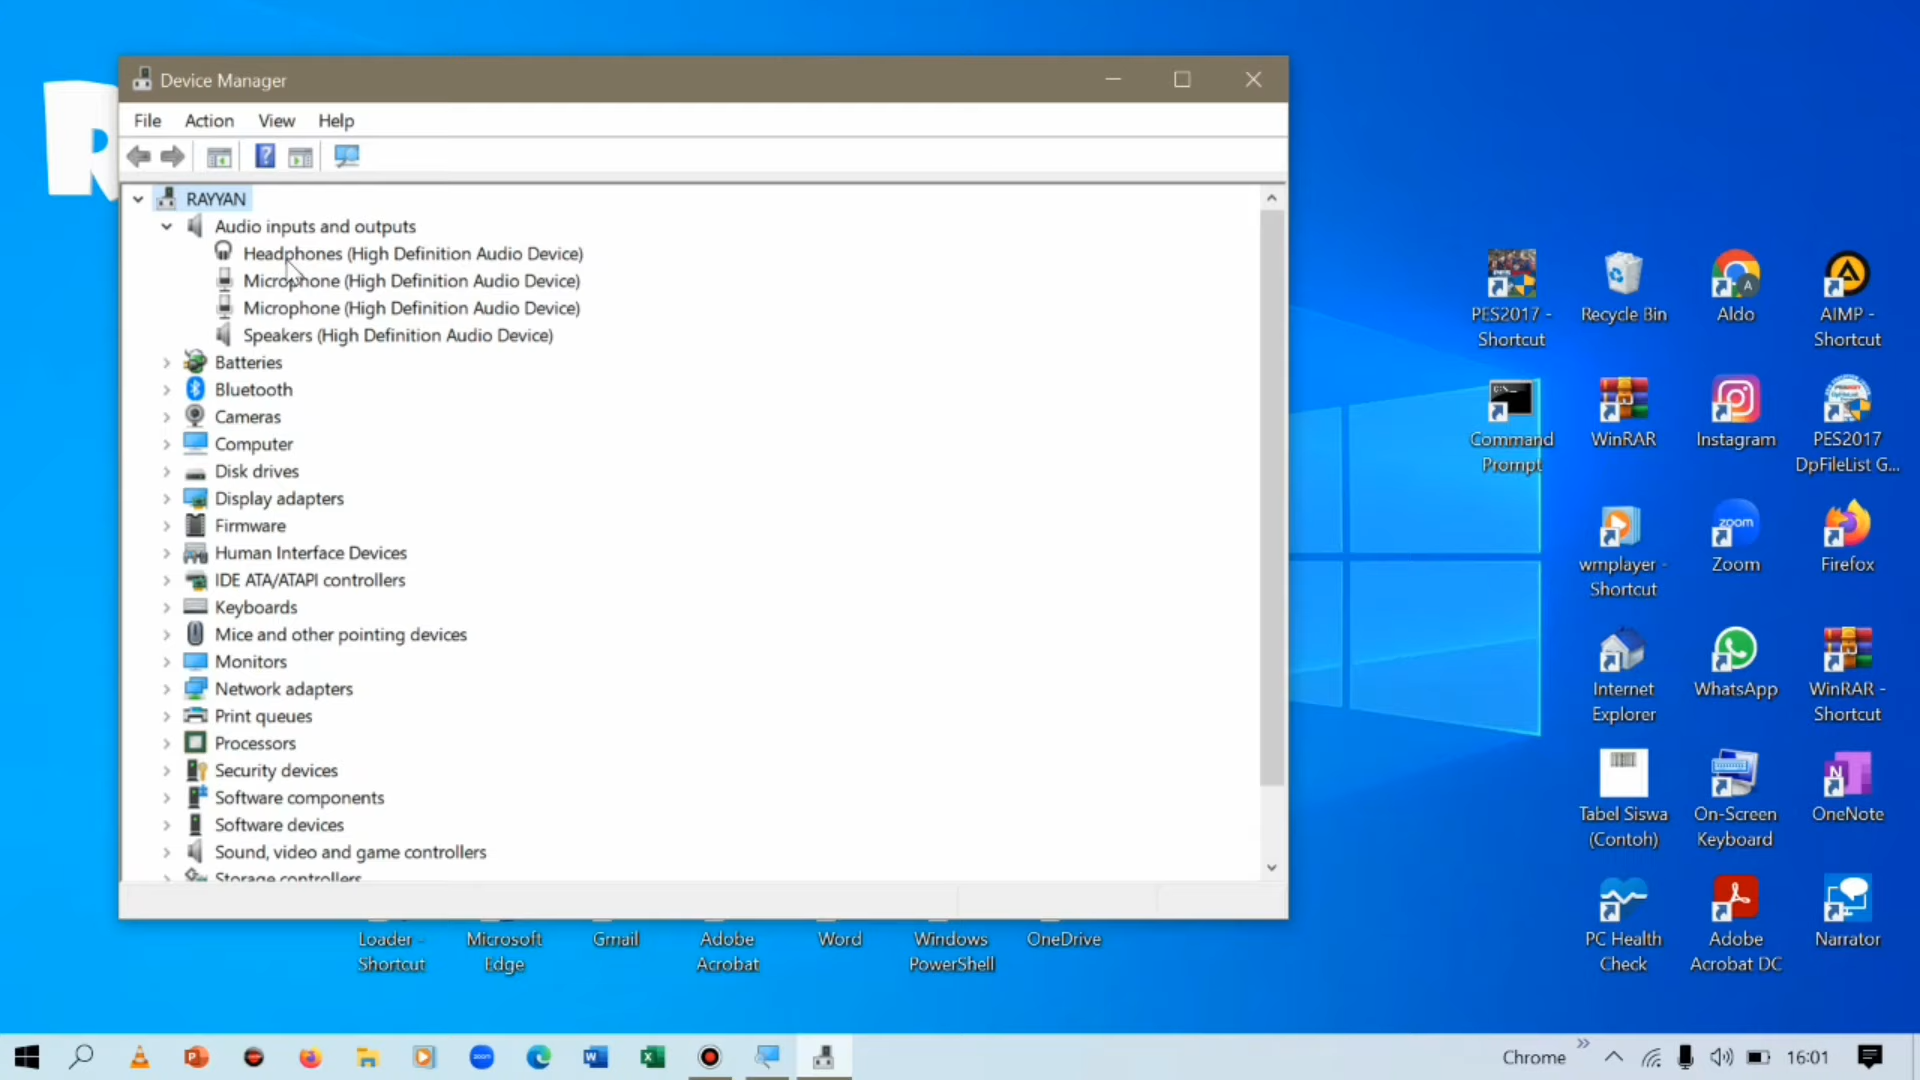 Device Manager
File Action View Help
RAYYAN
Audio inputs and outputs
Headphones (High Definition Audio Device)
Microphone (High Definition Audio Device)
Microphone (High Definition Audio Device)
Speakers (High Definition Audio Device)
Batteries
Bluetooth
Cameras
Computer
Disk drives
Display adapters
Firmware
Human Interface Devices
IDE ATA/ATAPI controllers
Keyboards
Mice and other pointing devices
Monitors
Network adapters
Print queues
Processors
Security devices
Software components
Software devices
Sound, video and game controllers
Storage controllers
R
PES2017 -
Shortcut
Recycle Bin
Aldo
AIMP -
Shortcut
Command
Prompt
WinRAR
Instagram
PES2017
DpFileList G...
wmplayer -
Shortcut
zoom
Zoom
Firefox
Internet
Explorer
WhatsApp
WinRAR -
Shortcut
Tabel Siswa
(Contoh)
On-Screen
Keyboard
OneNote
PC Health
Check
Adobe
Acrobat DC
Narrator
Loader -
Shortcut
Microsoft
Edge
Gmail
Adobe
Acrobat
Word
Windows
PowerShell
OneDrive
Chrome
16:01